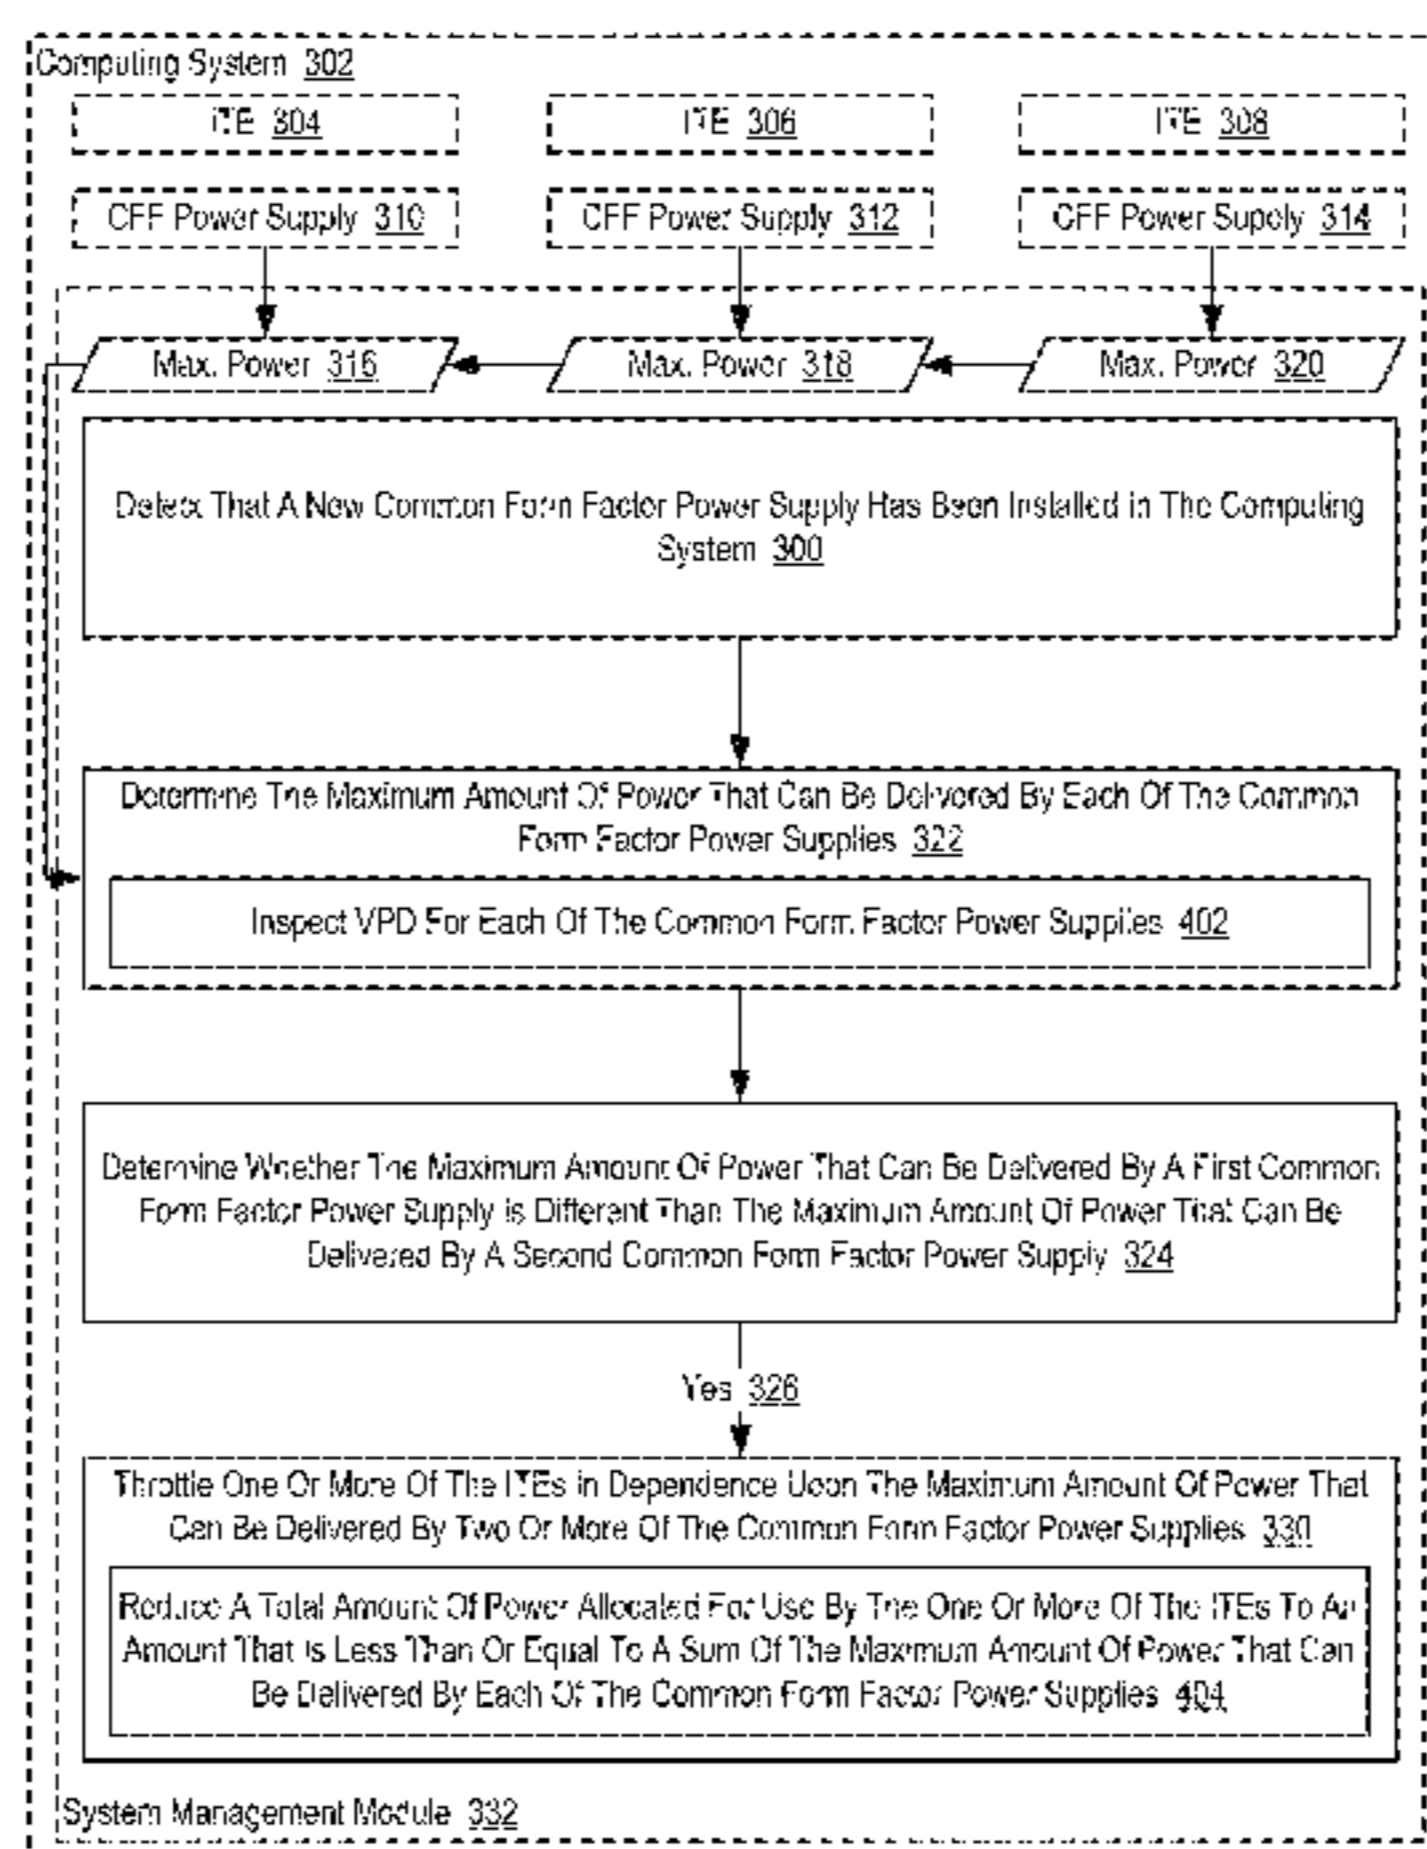 Computing System 302
ITE 304
ITE 306
ITE 308
CFF Power Supply 310
CFF Power Supply 312
CFF Power Supply 314
Max. Power 316
Max. Power 318
Max. Power 320
Detect That A New Common Form Factor Power Supply Has Been Installed in The Computing
System 300
Determine The Maximum Amount Of Power That Can Be Delivered By Each Of The Common
Form Factor Power Supplies 322
Inspect VPD For Each Of The Common Form Factor Power Supplies 402
Determine Whether The Maximum Amount Of Power That Can Be Delivered By A First Common
Form Factor Power Supply is Different Than The Maximum Amount Of Power That Can Be
Delivered By A Second Common Form Factor Power Supply 324
Yes 326
Throttle One Or More Of The ITEs in Dependence Upon The Maximum Amount Of Power That
Can Be Delivered By Two Or More Of The Common Form Factor Power Supplies 330
Reduce A Total Amount Of Power Allocated For Use By The One Or More Of The ITEs To An
Amount That is Less Than Or Equal To A Sum Of The Maximum Amount Of Power That Can
Be Delivered By Each Of The Common Form Factor Power Supplies 404
System Management Module 332